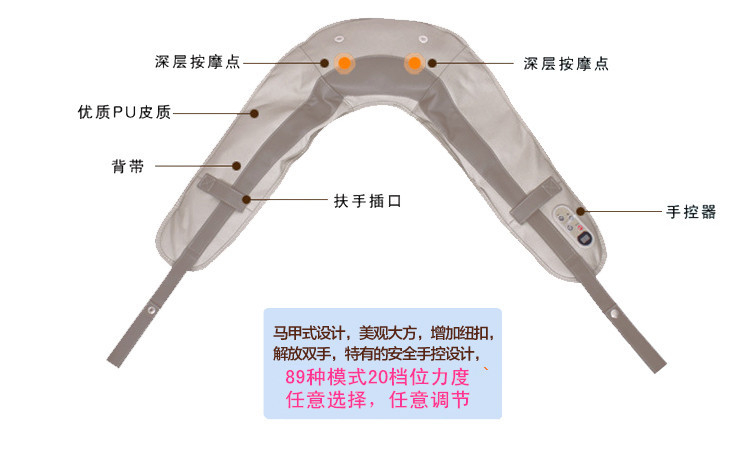 深层按摩点
深层按摩点
优质PU皮质
背带
扶手插口
手控器
马甲式设计，美观大方，增加纽扣，
解放双手，特有的安全手控设计，
89种模式20档位力度
任意选择，任意调节